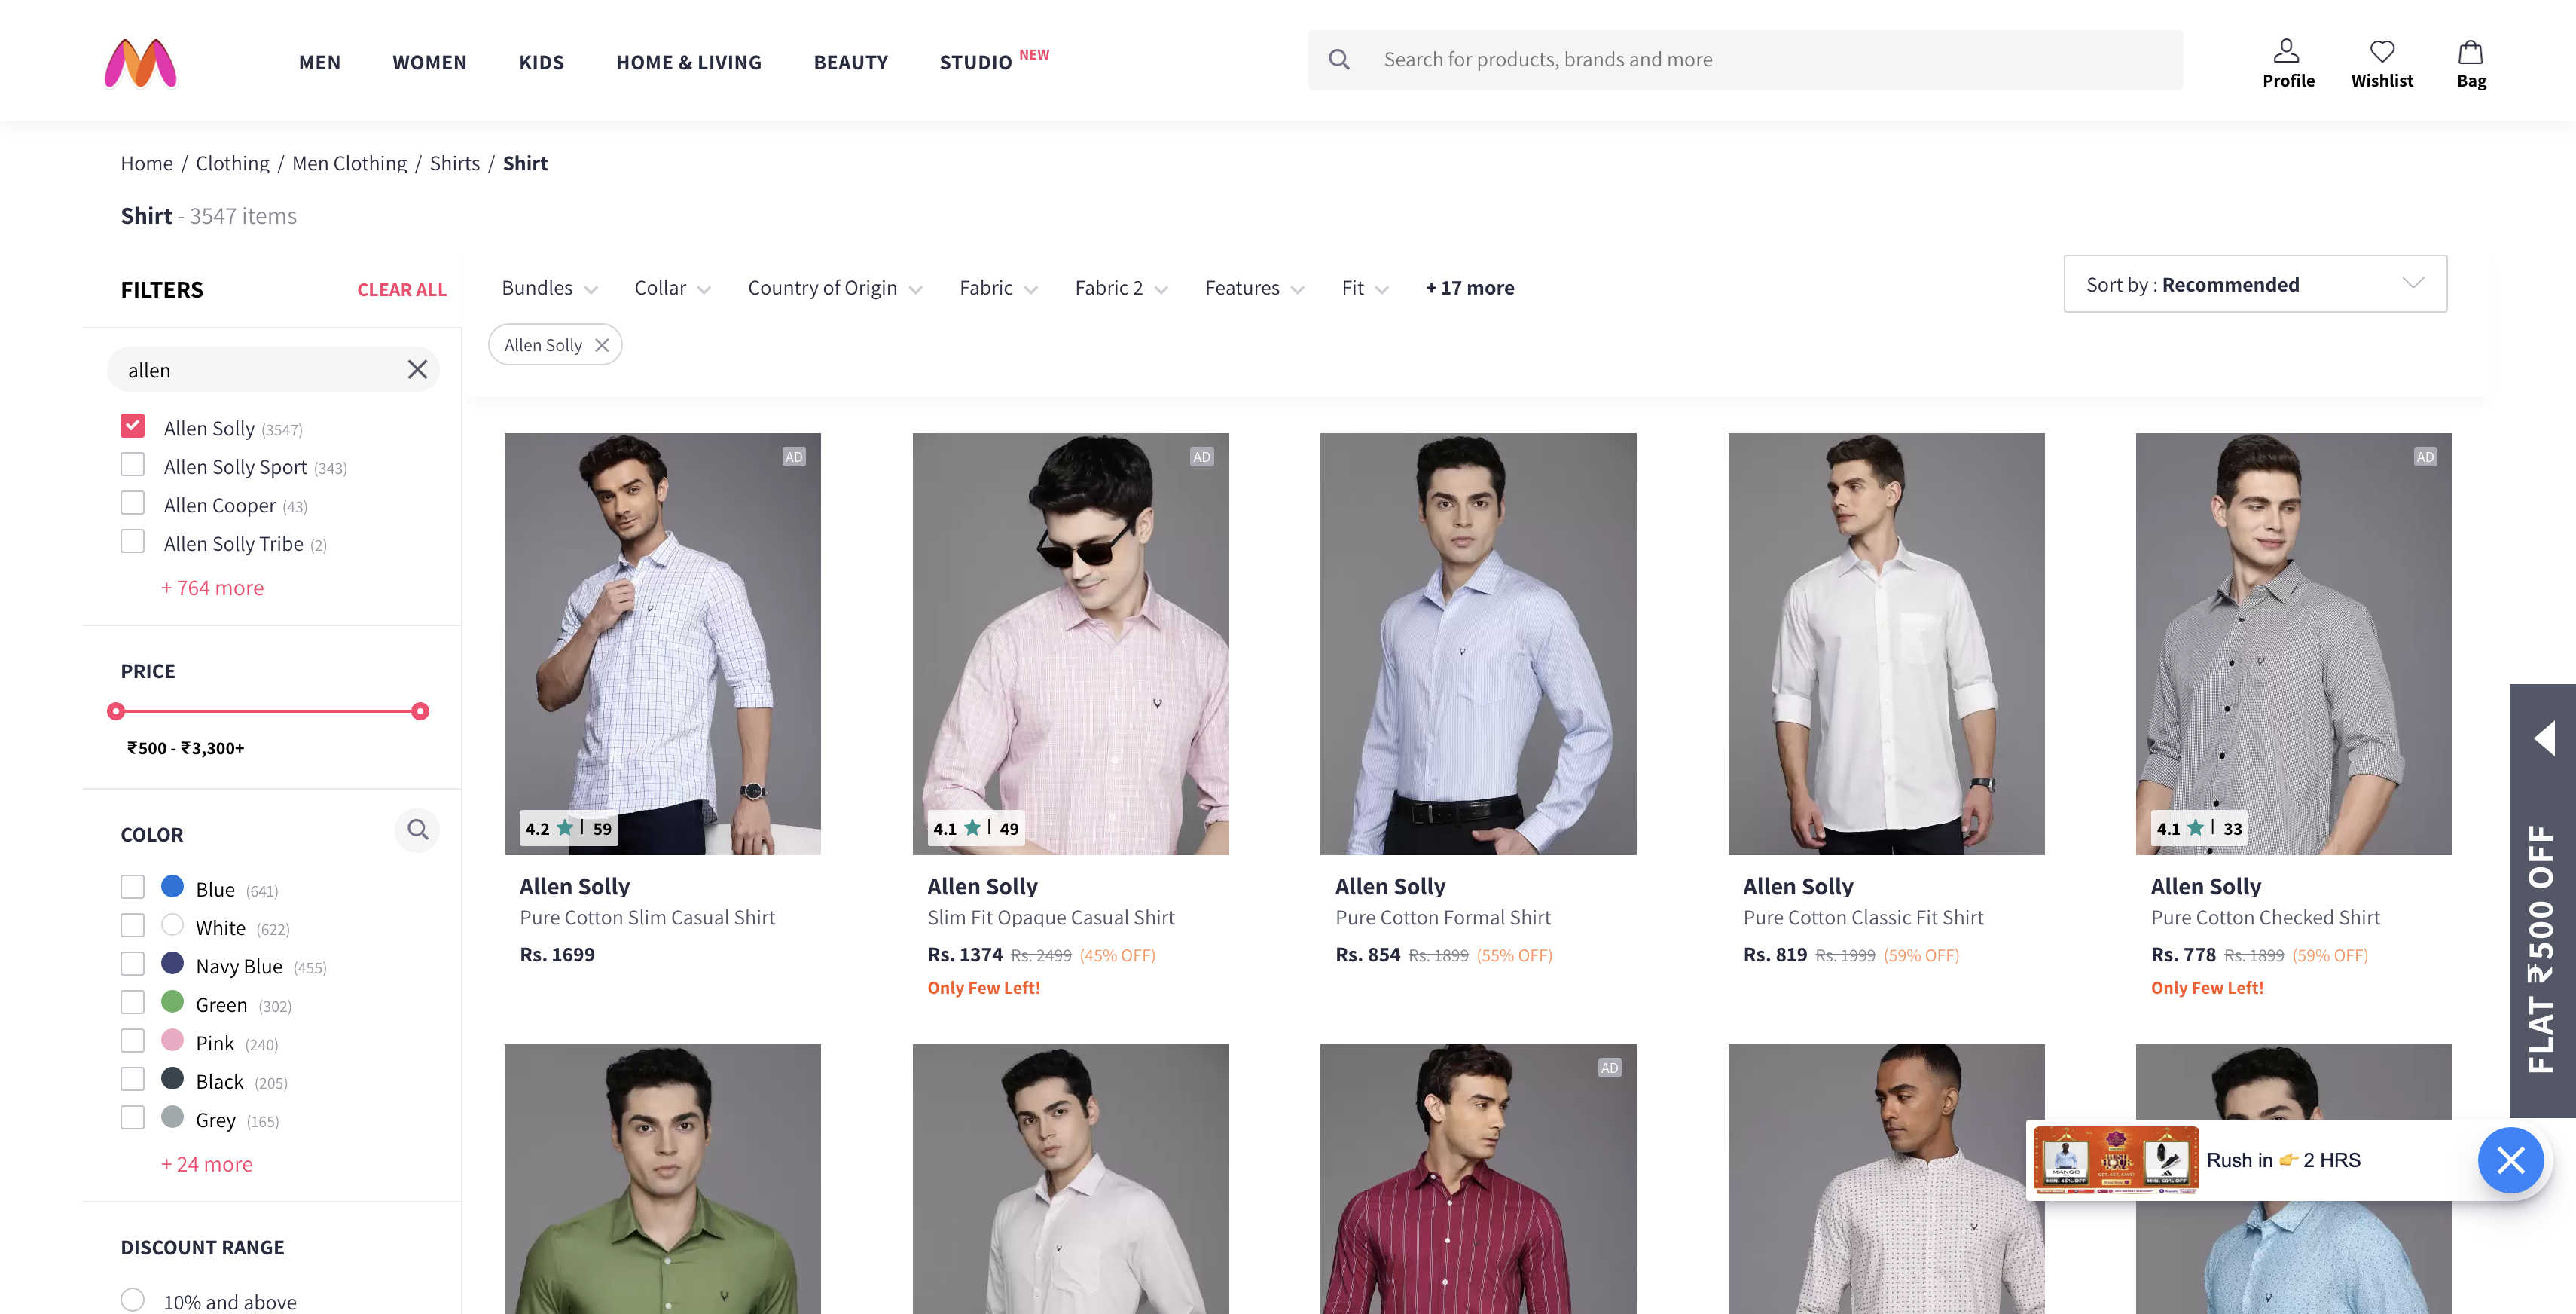 MEN WOMEN KIDS HOME & LIVING BEAUTY STUDIO NEW
Search for products, brands and more
Profile Wishlist Bag
Home / Clothing / Men Clothing / Shirts / Shirt
Shirt - 3547 items
FILTERS CLEAR ALL
Bundles Collar Country of Origin Fabric Fabric 2 Features Fit + 17 more
Sort by : Recommended
Allen Solly
allen
Allen Solly (3547)
Allen Solly Sport (343)
Allen Cooper (43)
Allen Solly Tribe (2)
+ 764 more
PRICE
₹500 - ₹3,300+
COLOR
Blue (641)
White (622)
Navy Blue (455)
Green (302)
Pink (240)
Black (205)
Grey (165)
+ 24 more
DISCOUNT RANGE
10% and above
AD
4.2 | 59
Allen Solly
Pure Cotton Slim Casual Shirt
Rs. 1699
AD
4.1 | 49
Allen Solly
Slim Fit Opaque Casual Shirt
Rs. 1374 Rs. 2499 (45% OFF)
Only Few Left!
Allen Solly
Pure Cotton Formal Shirt
Rs. 854 Rs. 1899 (55% OFF)
Allen Solly
Pure Cotton Classic Fit Shirt
Rs. 819 Rs. 1999 (59% OFF)
AD
4.1 | 33
Allen Solly
Pure Cotton Checked Shirt
Rs. 778 Rs. 1899 (59% OFF)
Only Few Left!
AD
FLAT ₹500 OFF
MANGO
MIN. 45% OFF
MIN. 60% OFF
Rush in 👉 2 HRS